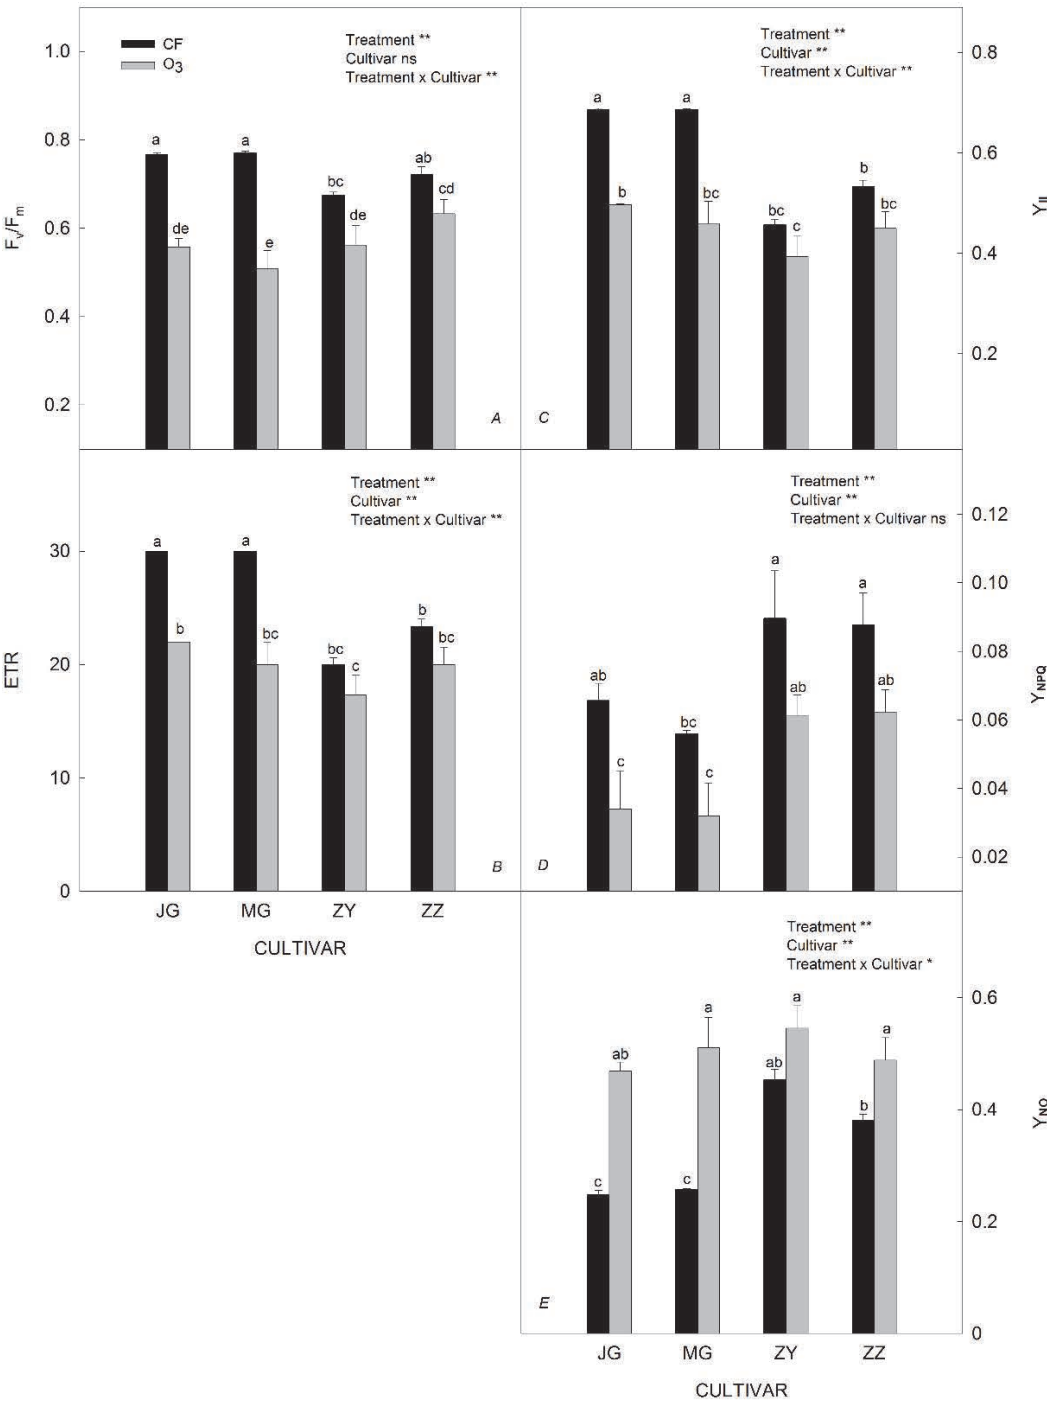 CF
O3
Treatment **
Cultivar ns
Treatment x Cultivar **
1.0
0.8
0.6
0.4
0.2
Fv/Fm
a
de
a
e
bc
de
ab
cd
A
Treatment **
Cultivar **
Treatment x Cultivar **
0.8
0.6
0.4
0.2
YII
a
b
a
bc
bc
c
b
bc
C
Treatment **
Cultivar **
Treatment x Cultivar **
30
20
10
0
ETR
a
b
a
bc
bc
c
b
bc
B
JG MG ZY ZZ
CULTIVAR
Treatment **
Cultivar **
Treatment x Cultivar ns
0.12
0.10
0.08
0.06
0.04
0.02
YNPQ
ab
c
bc
c
a
ab
a
ab
D
Treatment **
Cultivar **
Treatment x Cultivar *
0.6
0.4
0.2
0
YNO
c
ab
c
a
ab
a
b
a
E
JG MG ZY ZZ
CULTIVAR